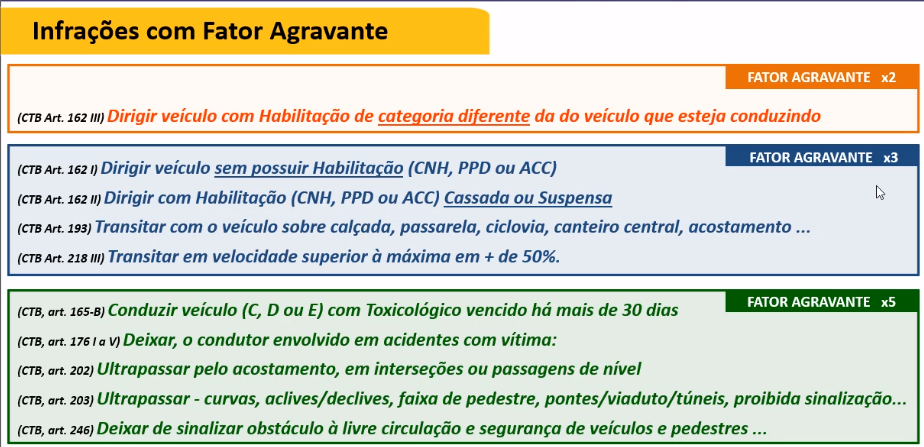 Infrações com Fator Agravante
FATOR AGRAVANTE x2
(CTB Art. 162 III) Dirigir veículo com Habilitação de categoria diferente da do veículo que esteja conduzindo
FATOR AGRAVANTE x3
(CTB Art. 162 I) Dirigir veículo sem possuir Habilitação (CNH, PPD ou ACC)
(CTB Art. 162 II) Dirigir com Habilitação (CNH, PPD ou ACC) Cassada ou Suspensa
(CTB Art. 193) Transitar com o veículo sobre calçada, passarela, ciclovia, canteiro central, acostamento ...
(CTB Art. 218 III) Transitar em velocidade superior à máxima em + de 50%.
FATOR AGRAVANTE x5
(CTB, art. 165-B) Conduzir veículo (C, D ou E) com Toxicológico vencido há mais de 30 dias
(CTB, art. 176 I a V) Deixar, o condutor envolvido em acidentes com vítima:
(CTB, art. 202) Ultrapassar pelo acostamento, em interseções ou passagens de nível
(CTB, art. 203) Ultrapassar - curvas, aclives/declives, faixa de pedestre, pontes/viaduto/túneis, proibida sinalização...
(CTB, art. 246) Deixar de sinalizar obstáculo à livre circulação e segurança de veículos e pedestres ...